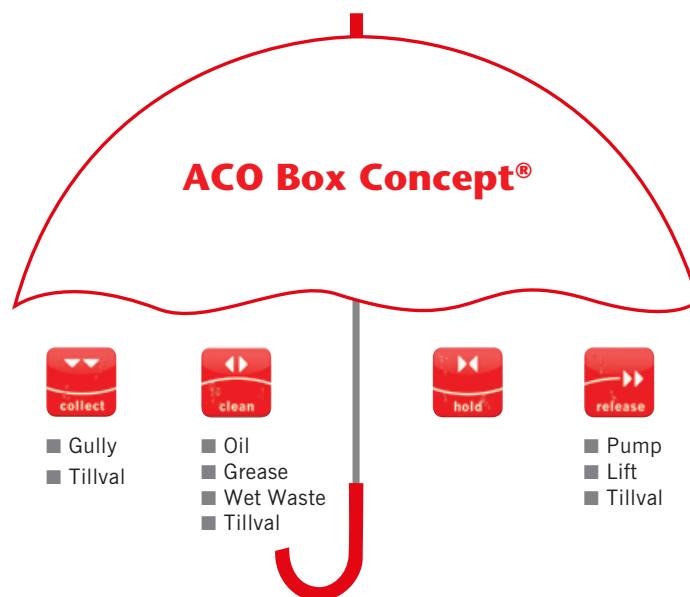 ACO Box Concept®
collect
clean
hold
release
Gully
Tillval
Oil
Grease
Wet Waste
Tillval
Pump
Lift
Tillval